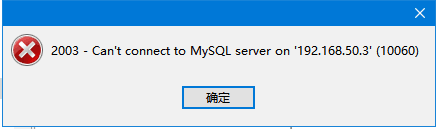 2003 - Can't connect to MySQL server on '192.168.50.3' (10060)
确定